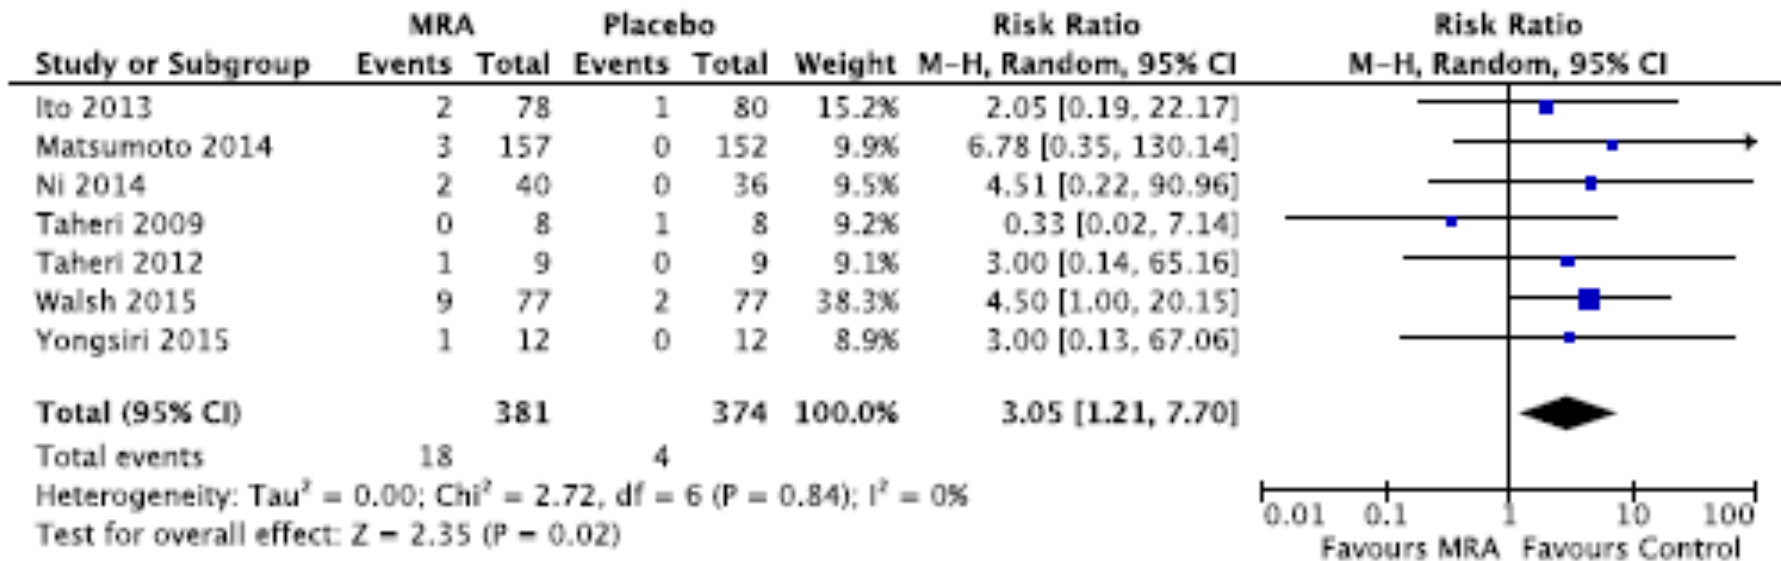 MRA Placebo Risk Ratio Risk Ratio
Study or Subgroup Events Total Events Total Weight M-H, Random, 95% CI M-H, Random, 95% CI
Ito 2013 2 78 1 80 15.2% 2.05 [0.19, 22.17]
Matsumoto 2014 3 157 0 152 9.9% 6.78 [0.35, 130.14]
Ni 2014 2 40 0 36 9.5% 4.51 [0.22, 90.96]
Taheri 2009 0 8 1 8 9.2% 0.33 [0.02, 7.14]
Taheri 2012 1 9 0 9 9.1% 3.00 [0.14, 65.16]
Walsh 2015 9 77 2 77 38.3% 4.50 [1.00, 20.15]
Yongsiri 2015 1 12 0 12 8.9% 3.00 [0.13, 67.06]
Total (95% CI) 381 374 100.0% 3.05 [1.21, 7.70]
Total events 18 4
Heterogeneity: Tau² = 0.00; Chi² = 2.72, df = 6 (P = 0.84); I² = 0%
Test for overall effect: Z = 2.35 (P = 0.02)
0.01 0.1 1 10 100
Favours MRA Favours Control